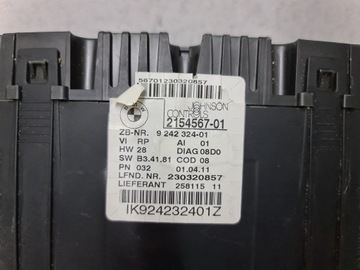 56701230320857
BMW
JOHNSON
CONTROLS
2154567-01
ZB-NR. 9 242 324-01
VI RP AI 01
HW 28 DIAG 08D0
SW B3.41.81 COD 08
PN 032 01.04.11
LFND. NR. 230320857
LIEFERANT 258115 11
IK924232401Z